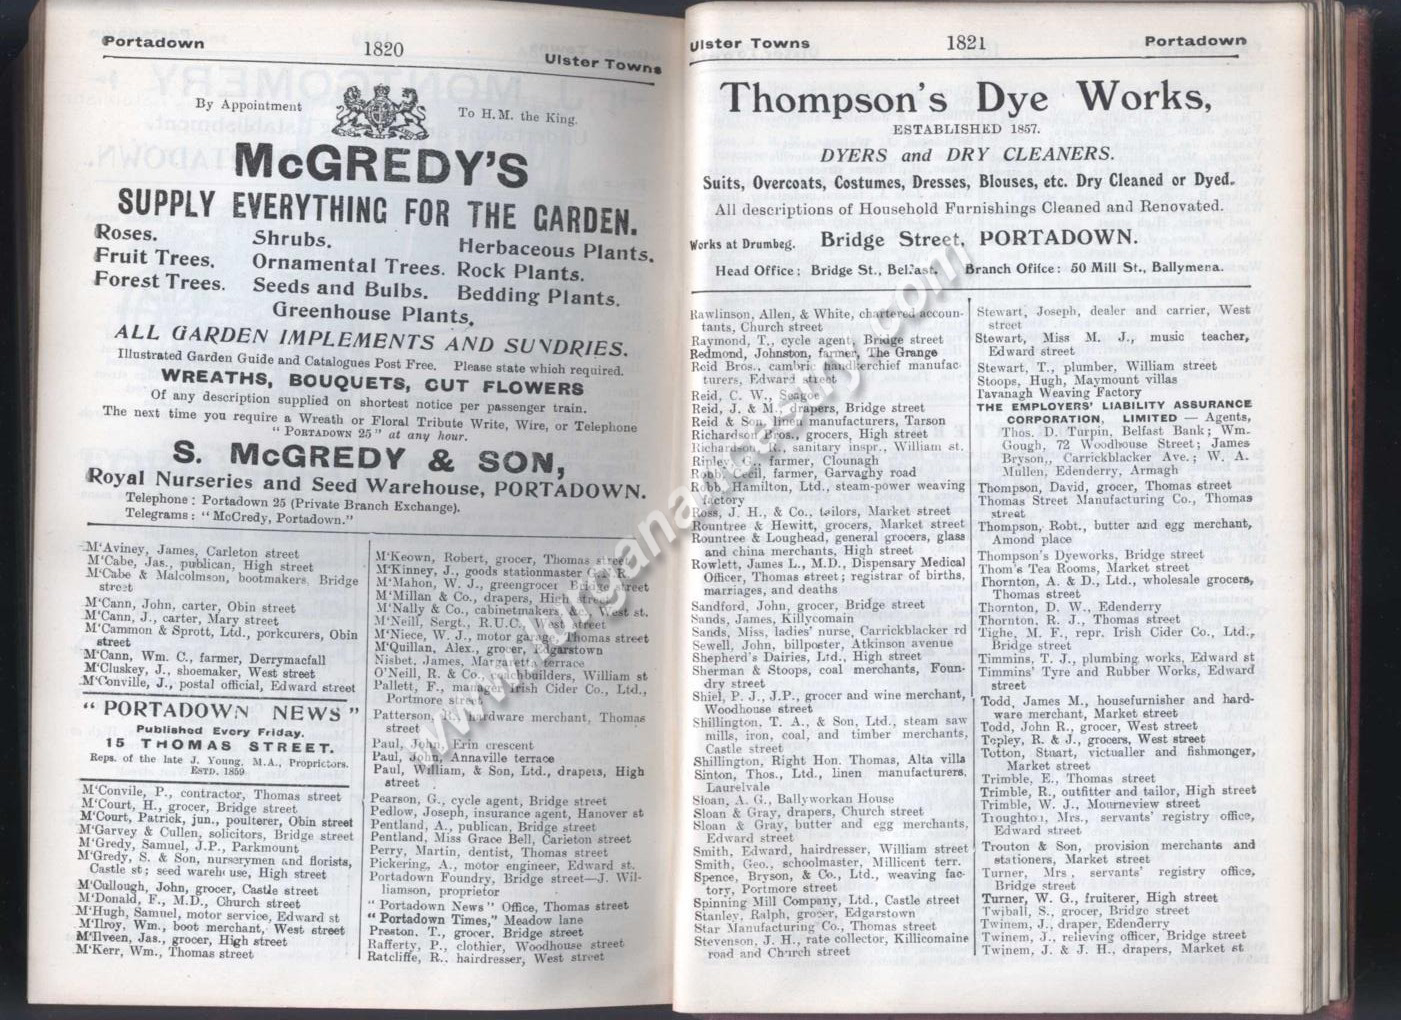 Portadown 1820 Ulster Towns
By Appointment To H.M. the King.
McGREDY'S
SUPPLY EVERYTHING FOR THE GARDEN.
Roses. Shrubs. Herbaceous Plants.
Fruit Trees. Ornamental Trees. Rock Plants.
Forest Trees. Seeds and Bulbs. Bedding Plants.
Greenhouse Plants.
ALL GARDEN IMPLEMENTS AND SUNDRIES.
Illustrated Garden Guide and Catalogues Post Free. Please state which required.
WREATHS, BOUQUETS, CUT FLOWERS
Of any description supplied on shortest notice per passenger train.
The next time you require a Wreath or Floral Tribute Write, Wire, or Telephone
"PORTADOWN 25" at any hour.
S. McGREDY & SON,
Royal Nurseries and Seed Warehouse, PORTADOWN.
Telephone: Portadown 25 (Private Branch Exchange).
Telegrams: "McCredy, Portadown."
M'Aviney, James, Carleton street
M'Cabe, Jas., publican, High street
M'Cabe & Malcolmson, bootmakers, Bridge
street
M'Cann, John, carter, Obin street
M'Cann, J., carter, Mary street
M'Cammon & Sprott, Ltd., porkcurers, Obin
street
M'Cann, Wm. C., farmer, Derrymacfall
M'Cluskey, J., shoemaker, West street
M'Conville, J., postal official, Edward street
"PORTADOWN NEWS"
Published Every Friday.
15 THOMAS STREET.
Reps. of the late J. Young, M.A., Proprietors.
ESTD. 1859
M'Convile, P., contractor, Thomas street
M'Court, H., grocer, Bridge street
M'Court, Patrick, jun., poulterer, Obin street
M'Garvey & Cullen, solicitors, Bridge street
M'Gredy, Samuel, J.P., Parkmount
M'Gredy, S. & Son, nurserymen and florists,
Castle st; seed warehouse, High street
M'Cullough, John, grocer, Castle street
M'Donald, F., M.D., Church street
M'Hugh, Samuel, motor service, Edward st
M'Ilroy, Wm., boot merchant, West street
M'Ilveen, Jas., grocer, High street
M'Kerr, Wm., Thomas street
M'Keown, Robert, grocer, Thomas street
M'Kinney, J., goods stationmaster G.N.R.
M'Mahon, W. J., greengrocer Bridge street
M'Millan & Co., drapers, High street
M'Nally & Co., cabinetmakers, &c., West st.
M'Neill, Sergt., R.U.C., West street
M'Niece, W. J., motor garage, Thomas street
M'Quillan, Alex., grocer, Edgarstown
Nisbet, James, Margaretta terrace
O'Neill, R. & Co., coachbuilders, William st
Pallett, F., manager Irish Cider Co., Ltd.,
Portmore street
Patterson, R., hardware merchant, Thomas
street
Paul, John, Erin crescent
Paul, John, Annaville terrace
Paul, William, & Son, Ltd., drapers, High
street
Pearson, G., cycle agent, Bridge street
Pedlow, Joseph, insurance agent, Hanover st
Pentland, A., publican, Bridge street
Pentland, Miss Grace Bell, Carleton street
Perry, Martin, dentist, Thomas street
Pickering, A., motor engineer, Edward st.
Portadown Foundry, Bridge street—J. Wil-
liamson, proprietor
"Portadown News" Office, Thomas street
"Portadown Times," Meadow lane
Preston, T., grocer, Bridge street
Rafferty, P., clothier, Woodhouse street
Ratcliffe, R., hairdresser, West street
Ulster Towns 1821 Portadown
Thompson's Dye Works,
ESTABLISHED 1857.
DYERS and DRY CLEANERS.
Suits, Overcoats, Costumes, Dresses, Blouses, etc. Dry Cleaned or Dyed.
All descriptions of Household Furnishings Cleaned and Renovated.
Works at Drumbeg. Bridge Street, PORTADOWN.
Head Office: Bridge St., Belfast. Branch Office: 50 Mill St., Ballymena.
Rawlinson, Allen, & White, chartered accoun-
tants, Church street
Raymond, T., cycle agent, Bridge street
Redmond, Johnston, farmer, The Grange
Reid Bros., cambric handkerchief manufac-
turers, Edward street
Reid, C. W., Seagoe
Reid, J. & M., drapers, Bridge street
Reid & Son, linen manufacturers, Tarson
Richardson Bros., grocers, High street
Richardson, sanitary inspr., William st.
Ripley, G., farmer, Clounagh
Robb, Cecil, farmer, Garvaghy road
Robb, Hamilton, Ltd., steam-power weaving
factory
Ross, J. H., & Co., tailors, Market street
Rountree & Hewitt, grocers, Market street
Rountree & Loughead, general grocers, glass
and china merchants, High street
Rowlett, James L., M.D., Dispensary Medical
Officer, Thomas street; registrar of births,
marriages, and deaths
Sandford, John, grocer, Bridge street
Sands, James, Killycomain
Sands, Miss, ladies' nurse, Carrickblacker rd
Sewell, John, billposter, Atkinson avenue
Shepherd's Dairies, Ltd., High street
Sherman & Stoops, coal merchants, Foun-
dry street
Shiel, P. J., J.P., grocer and wine merchant,
Woodhouse street
Shillington, T. A., & Son, Ltd., steam saw
mills, iron, coal, and timber merchants,
Castle street
Shillington, Right Hon. Thomas, Alta villa
Sinton, Thos., Ltd., linen manufacturers,
Laurelvale
Sloan, A. G., Ballyworkan House
Sloan & Gray, drapers, Church street
Sloan & Gray, butter and egg merchants,
Edward street
Smith, Edward, hairdresser, William street
Smith, Geo., schoolmaster, Millicent terr.
Spence, Bryson, & Co., Ltd., weaving fac-
tory, Portmore street
Spinning Mill Company, Ltd., Castle street
Stanley, Ralph, grocer, Edgarstown
Star Manufacturing Co., Thomas street
Stevenson, J. H., rate collector, Killicomaine
road and Church street
Stewart, Joseph, dealer and carrier, West
street
Stewart, Miss M. J., music teacher,
Edward street
Stewart, T., plumber, William street
Stoops, Hugh, Maymount villas
Tavanagh Weaving Factory
THE EMPLOYERS' LIABILITY ASSURANCE
CORPORATION, LIMITED — Agents,
Thos. D. Turpin, Belfast Bank; Wm.
Gough, 72 Woodhouse Street; James
Bryson, Carrickblacker Ave.; W. A.
Mullen, Edenderry, Armagh
Thompson, David, grocer, Thomas street
Thomas Street Manufacturing Co., Thomas
street
Thompson, Robt., butter and egg merchant,
Amond place
Thompson's Dyeworks, Bridge street
Thom's Tea Rooms, Market street
Thornton, A. & D., Ltd., wholesale grocers,
Thomas street
Thornton, D. W., Edenderry
Thornton, R. J., Thomas street
Tighe, M. F., repr. Irish Cider Co., Ltd.,
Bridge street
Timmins, T. J., plumbing works, Edward st
Timmins' Tyre and Rubber Works, Edward
street
Todd, James M., housefurnisher and hard-
ware merchant, Market street
Todd, John R., grocer, West street
Topley, R. & J., grocers, West street
Totton, Stuart, victualler and fishmonger,
Market street
Trimble, E., Thomas street
Trimble, R., outfitter and tailor, High street
Trimble, W. J., Mourneview street
Troughton, Mrs., servants' registry office,
Edward street
Trouton & Son, provision merchants and
stationers, Market street
Turner, Mrs, servants' registry office,
Bridge street
Turner, W. G., fruiterer, High street
Twiball, S., grocer, Bridge street
Twinem, J., draper, Edenderry
Twinem, J., relieving officer, Bridge street
Twinem, J. & J. H., drapers, Market st
www.lurganancestry.com